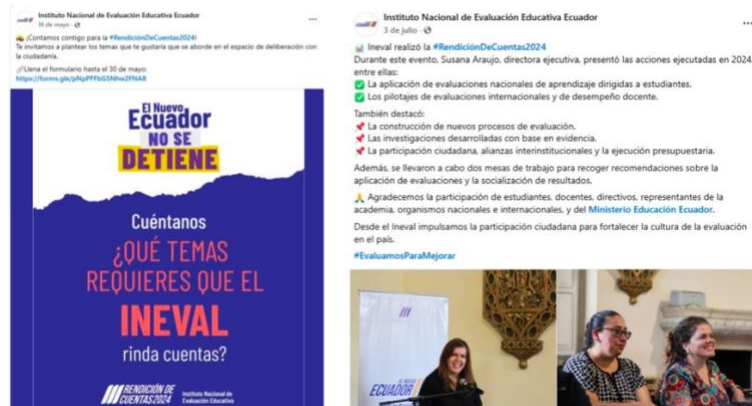 Instituto Nacional de Evaluación Educativa Ecuador
16 de mayo
¡Contamos contigo para la #RendiciónDeCuentas2024!
Te invitamos a plantear los temas que te gustaría que se aborde en el espacio de deliberación con
la ciudadanía.
Llena el formulario hasta el 30 de mayo:
El Nuevo
Ecuador
NO SE
DETIENE
Cuéntanos
¿QUÉ TEMAS
REQUIERES QUE EL
INEVAL
rinda cuentas?
RENDICIÓN DE
CUENTAS 2024
Instituto Nacional de
Evaluación Educativa
Instituto Nacional de Evaluación Educativa Ecuador
3 de julio
Ineval realizó la #RendiciónDeCuentas2024
Durante este evento, Susana Araujo, directora ejecutiva, presentó las acciones ejecutadas en 2024,
entre ellas:
La aplicación de evaluaciones nacionales de aprendizaje dirigidas a estudiantes.
Los pilotajes de evaluaciones internacionales y de desempeño docente.
También destacó:
La construcción de nuevos procesos de evaluación.
Las investigaciones desarrolladas con base en evidencia.
La participación ciudadana, alianzas interinstitucionales y la ejecución presupuestaria.
Además, se llevaron a cabo dos mesas de trabajo para recoger recomendaciones sobre la
aplicación de evaluaciones y la socialización de resultados.
Agradecemos la participación de estudiantes, docentes, directivos, representantes de la
academia, organismos nacionales e internacionales, y del Ministerio Educación Ecuador.
Desde el Ineval impulsamos la participación ciudadana para fortalecer la cultura de la evaluación
en el país.
#EvaluamosParaMejorar
ECUADOR